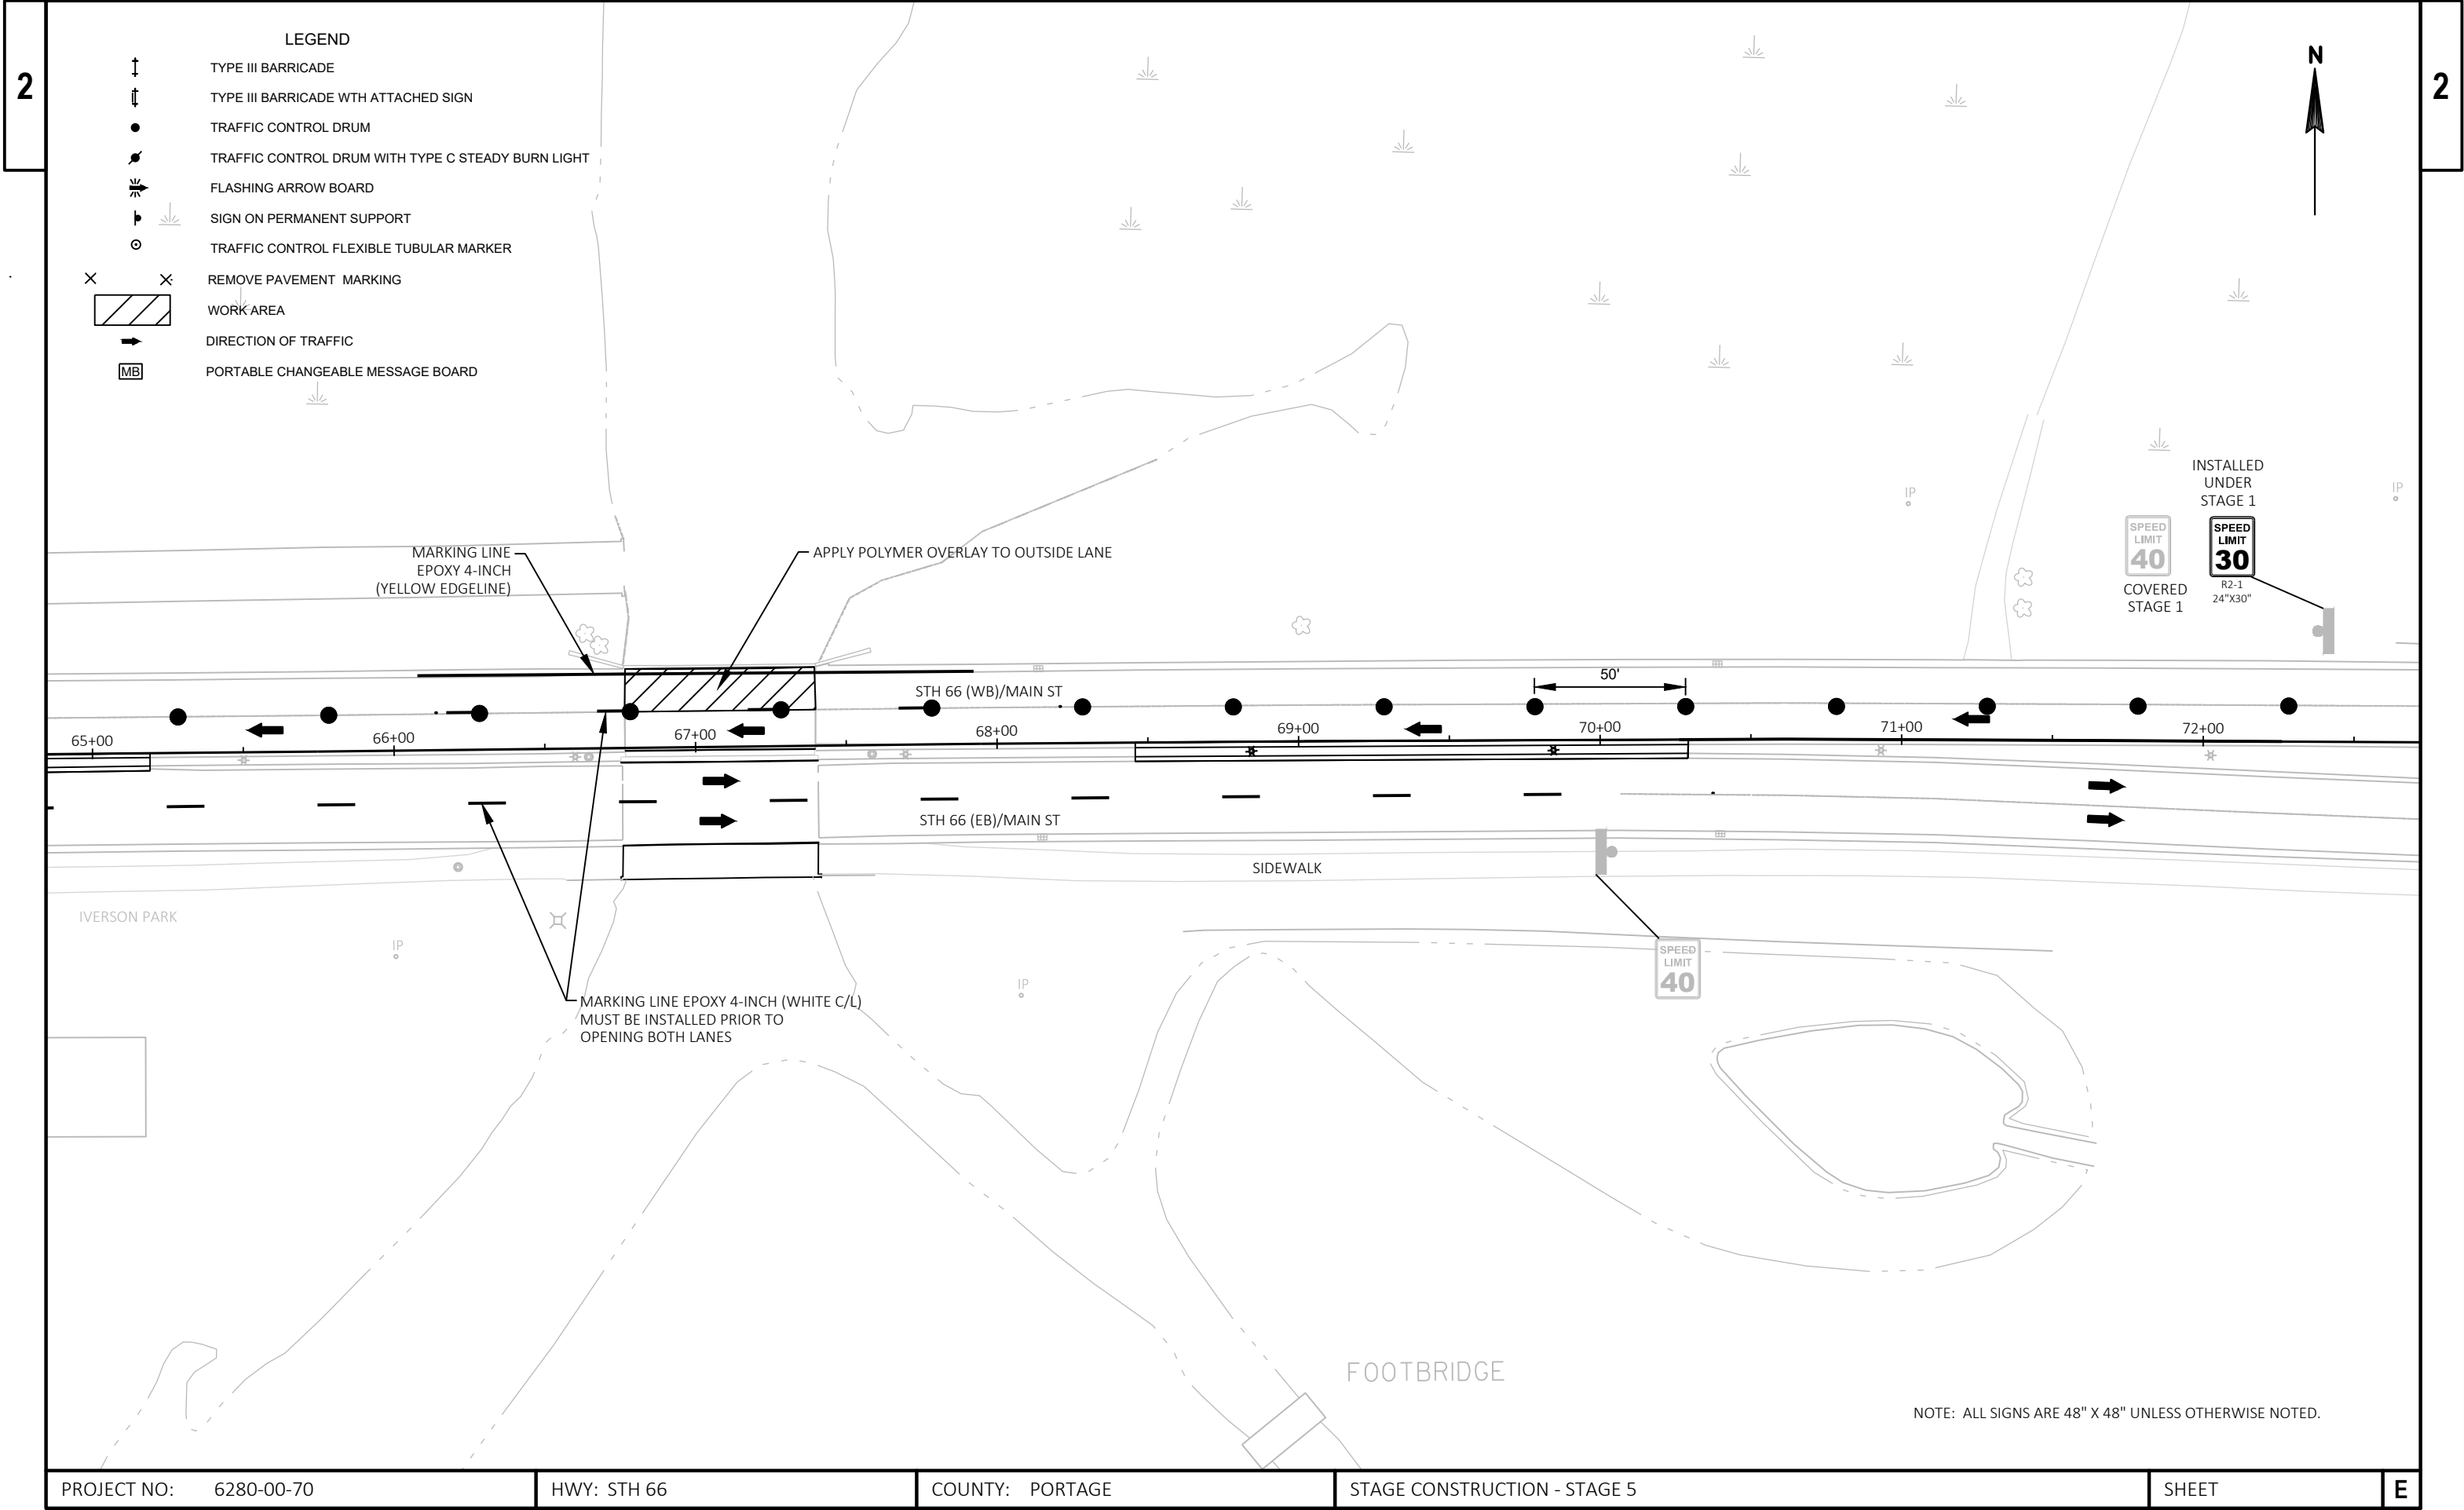 2
2
LEGEND
TYPE III BARRICADE
TYPE III BARRICADE WTH ATTACHED SIGN
TRAFFIC CONTROL DRUM
TRAFFIC CONTROL DRUM WITH TYPE C STEADY BURN LIGHT
FLASHING ARROW BOARD
SIGN ON PERMANENT SUPPORT
TRAFFIC CONTROL FLEXIBLE TUBULAR MARKER
REMOVE PAVEMENT MARKING
WORK AREA
DIRECTION OF TRAFFIC
MB PORTABLE CHANGEABLE MESSAGE BOARD
N
INSTALLED
UNDER
STAGE 1
IP
IP
SPEED
LIMIT
40
COVERED
STAGE 1
SPEED
LIMIT
30
R2-1
24"X30"
MARKING LINE
EPOXY 4-INCH
(YELLOW EDGELINE)
APPLY POLYMER OVERLAY TO OUTSIDE LANE
50'
STH 66 (WB)/MAIN ST
65+00
66+00
67+00
68+00
69+00
70+00
71+00
72+00
STH 66 (EB)/MAIN ST
SIDEWALK
IVERSON PARK
IP
IP
SPEED
LIMIT
40
MARKING LINE EPOXY 4-INCH (WHITE C/L)
MUST BE INSTALLED PRIOR TO
OPENING BOTH LANES
FOOTBRIDGE
NOTE: ALL SIGNS ARE 48" X 48" UNLESS OTHERWISE NOTED.
PROJECT NO: 6280-00-70
HWY: STH 66
COUNTY: PORTAGE
STAGE CONSTRUCTION - STAGE 5
SHEET
E